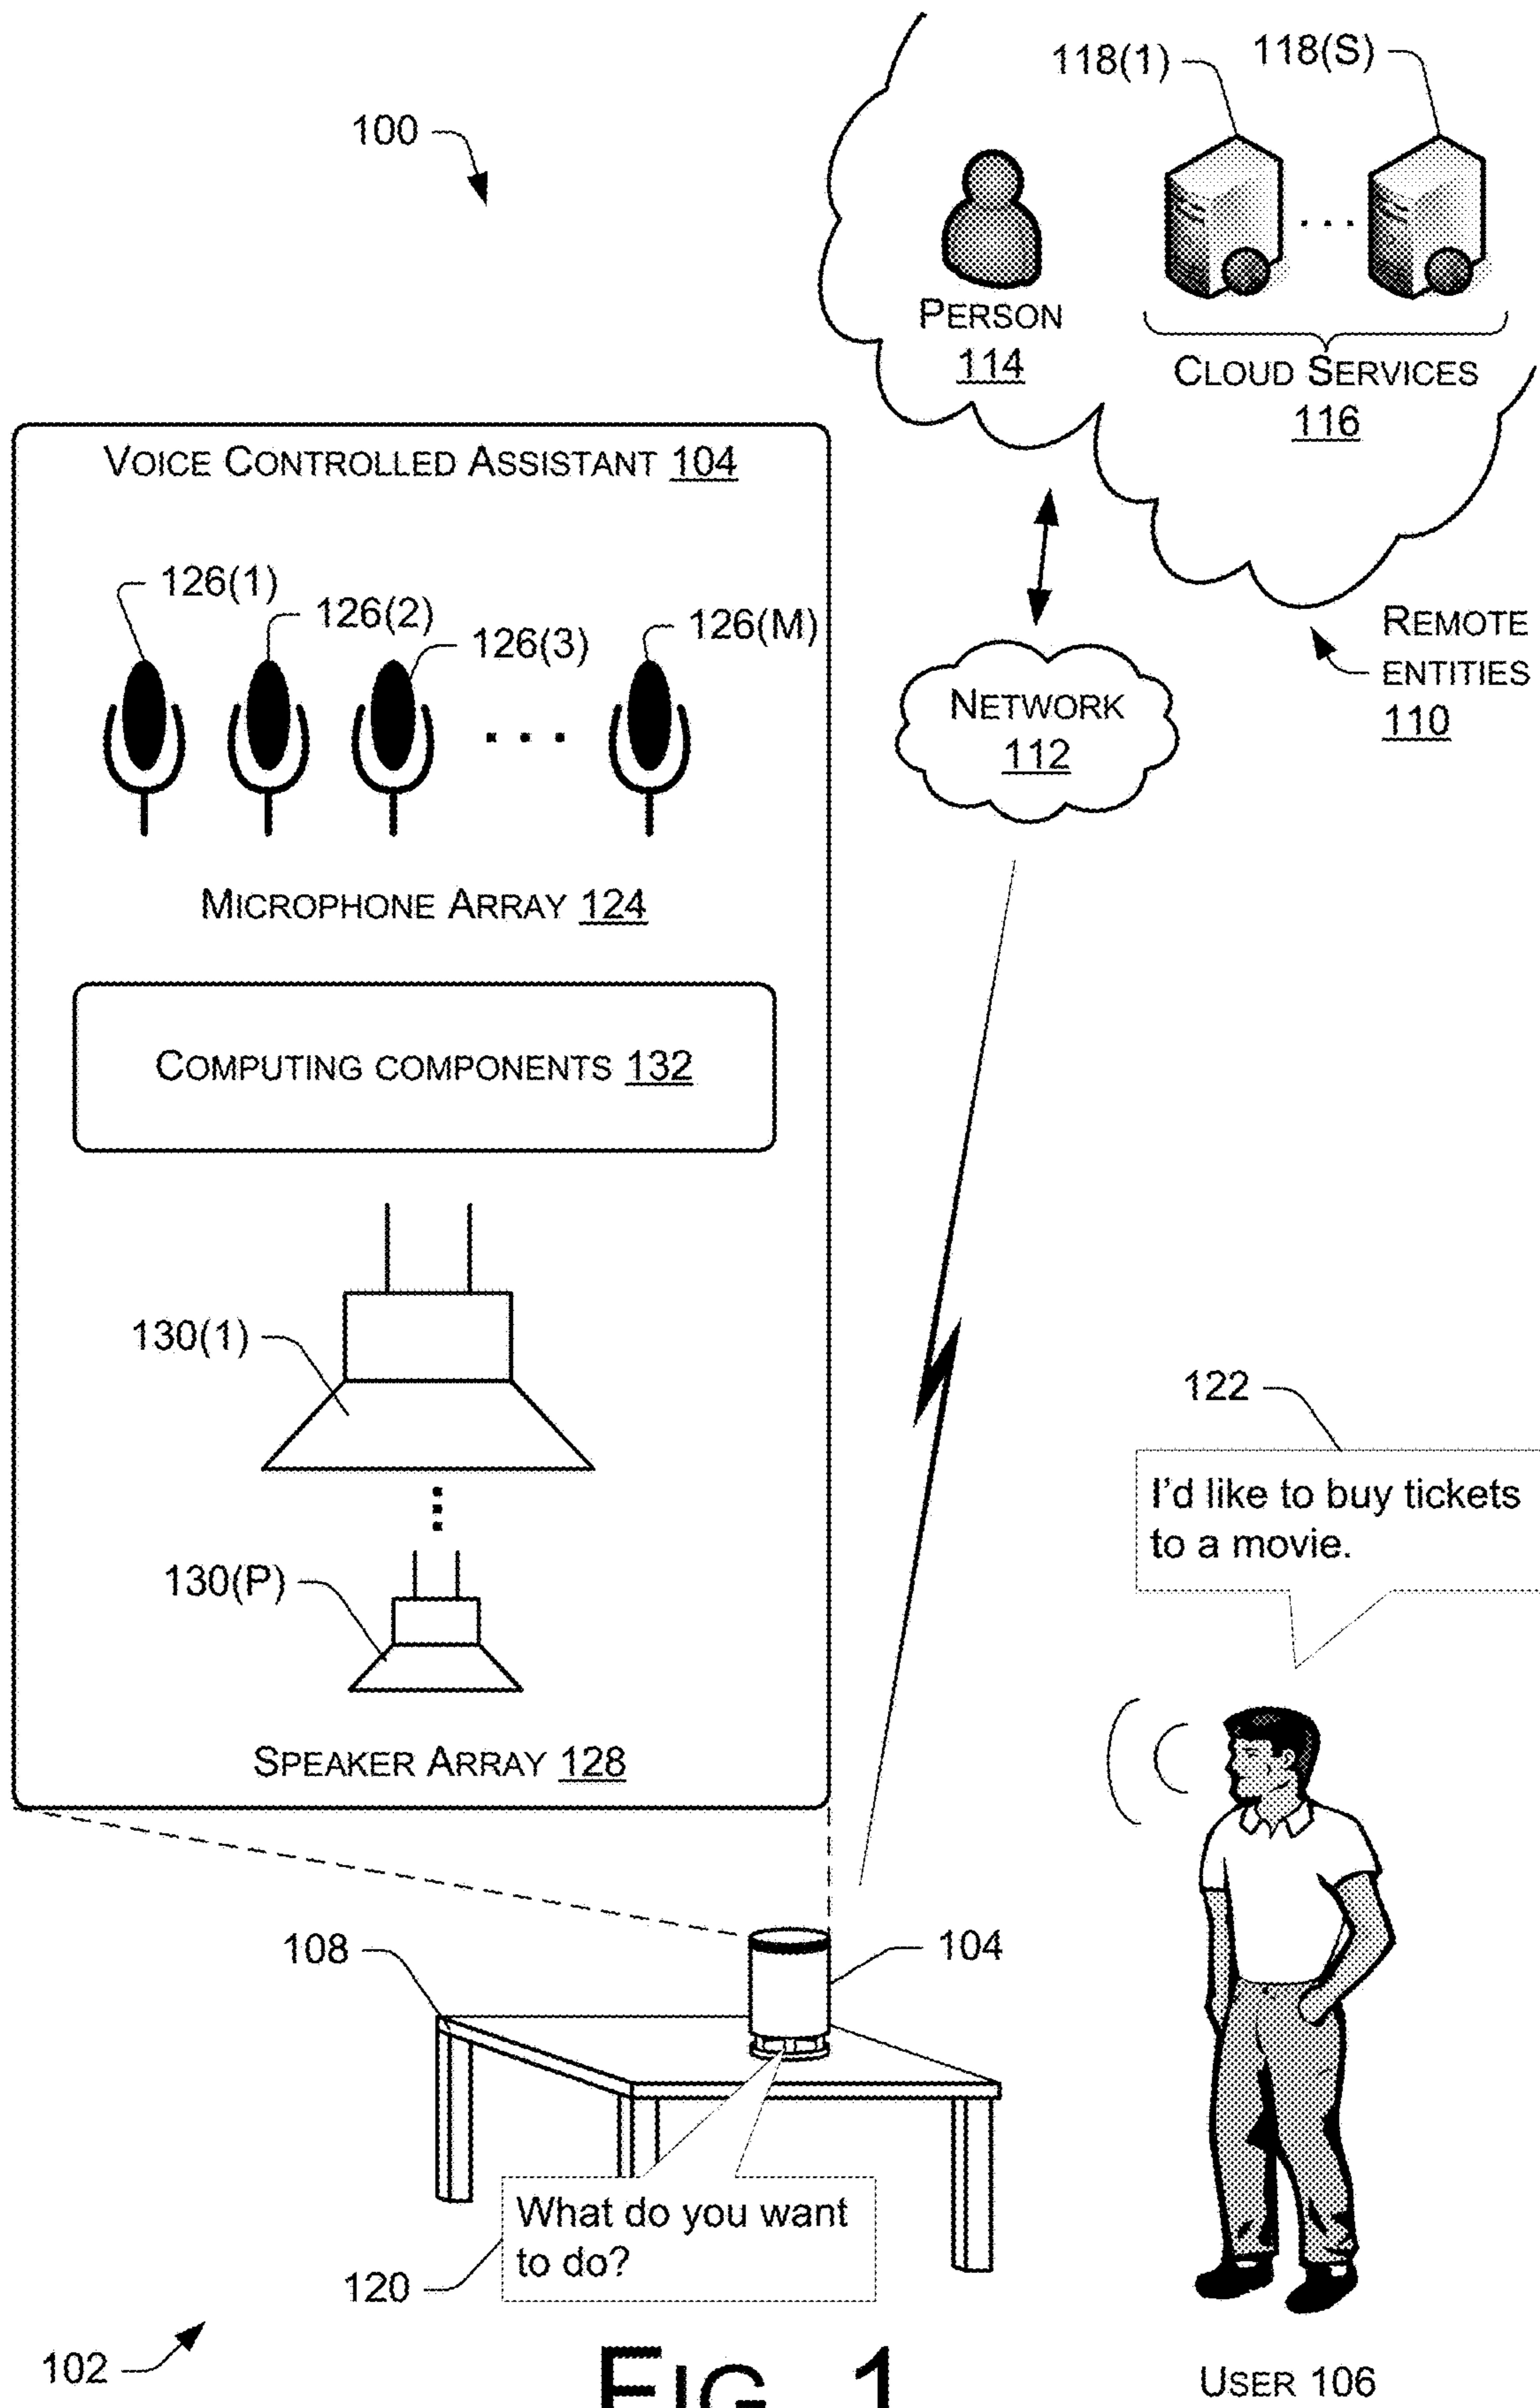 118(1)
118(S)
100
PERSON
114
CLOUD SERVICES
116
VOICE CONTROLLED ASSISTANT 104
126(1)
126(2)
126(3)
126(M)
REMOTE
ENTITIES
110
NETWORK
112
MICROPHONE ARRAY 124
COMPUTING COMPONENTS 132
130(1)
122
I'd like to buy tickets
to a movie.
130(P)
SPEAKER ARRAY 128
108
104
What do you want
to do?
120
102
FIG. 1
USER 106